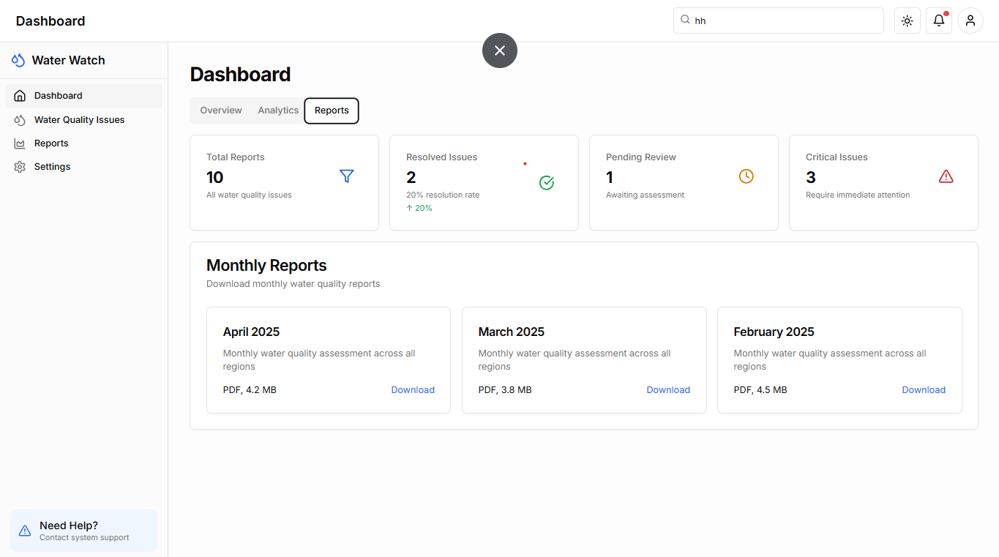 Dashboard
hh
Water Watch
Dashboard
Water Quality Issues
Reports
Settings
Need Help?
Contact system support
Dashboard
Overview Analytics Reports
Total Reports
10
All water quality issues
Resolved Issues
2
20% resolution rate
↑ 20%
Pending Review
1
Awaiting assessment
Critical Issues
3
Require immediate attention
Monthly Reports
Download monthly water quality reports
April 2025
Monthly water quality assessment across all
regions
PDF, 4.2 MB Download
March 2025
Monthly water quality assessment across all
regions
PDF, 3.8 MB Download
February 2025
Monthly water quality assessment across all
regions
PDF, 4.5 MB Download